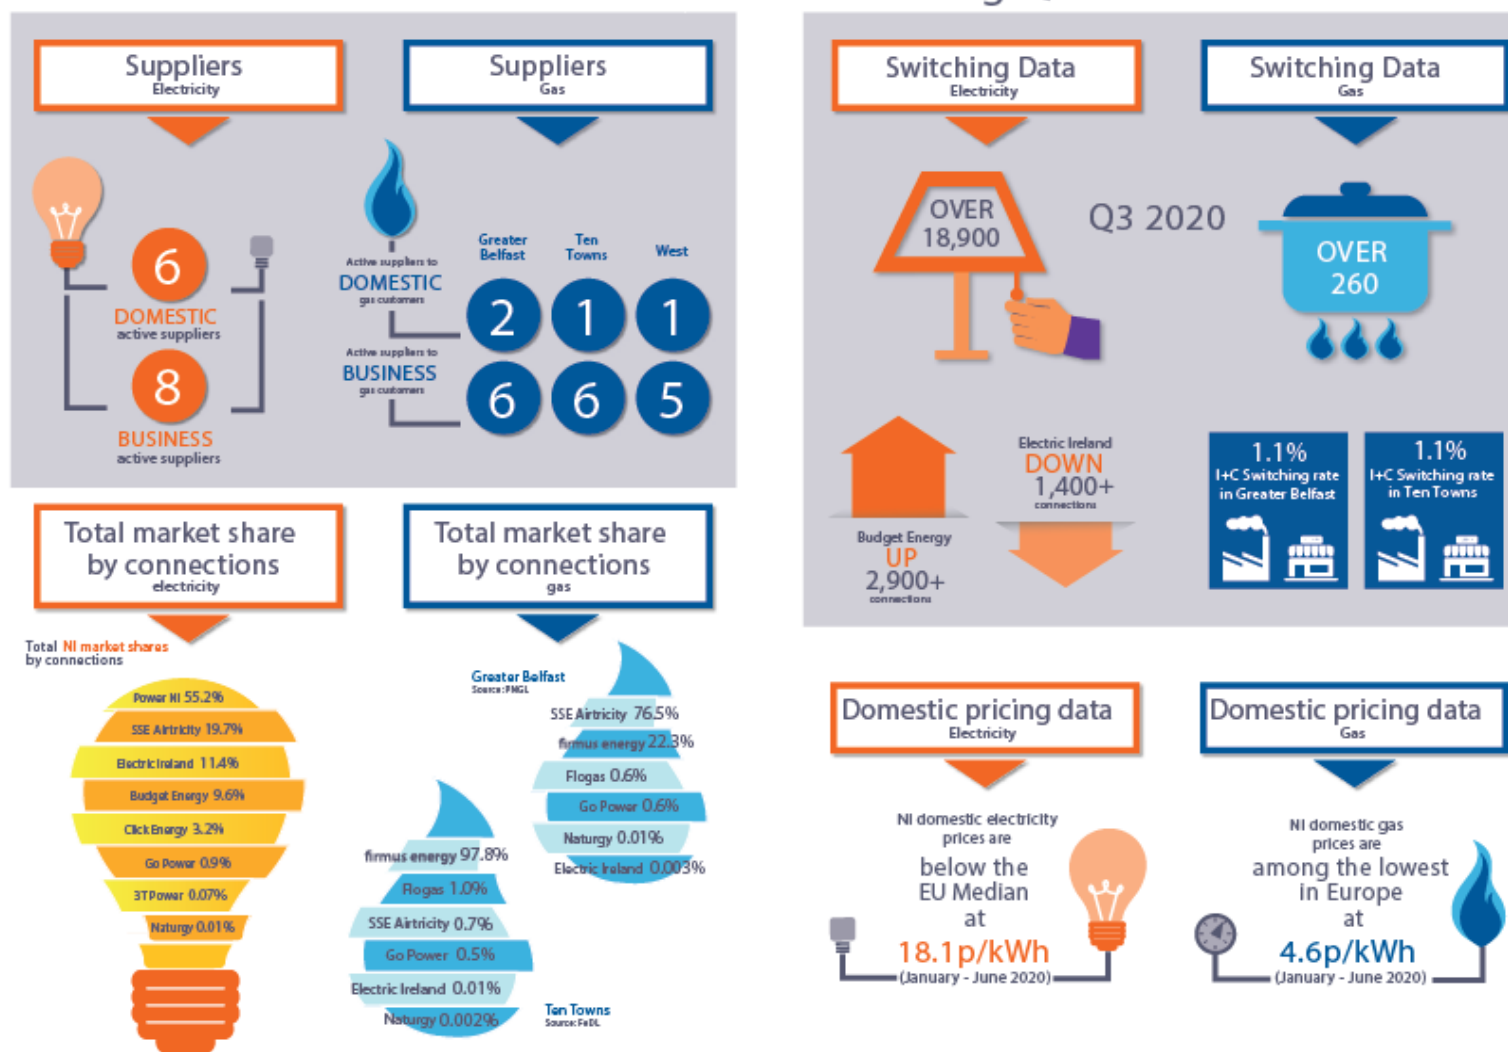 Suppliers
Electricity
Suppliers
Gas
6
DOMESTIC
active suppliers
8
BUSINESS
active suppliers
Greater
Belfast
Ten
Towns
West
Active suppliers to
DOMESTIC
gas customers
2 1 1
Active suppliers to
BUSINESS
gas customers
6 6 5
Total market share
by connections
electricity
Total NI market shares
by connections
Power NI 55.2%
SSE Airtricity 19.7%
Electric Ireland 11.4%
Budget Energy 9.6%
Click Energy 3.2%
Go Power 0.9%
3T Power 0.07%
Naturgy 0.01%
Total market share
by connections
gas
Greater Belfast
Source: PNGL
SSE Airtricity 76.5%
firmus energy 22.3%
Flogas 0.6%
Go Power 0.6%
Naturgy 0.01%
Electric Ireland 0.003%
firmus energy 97.8%
Flogas 1.0%
SSE Airtricity 0.7%
Go Power 0.5%
Electric Ireland 0.01%
Naturgy 0.002%
Ten Towns
Source: FeDL
Switching Data
Electricity
Switching Data
Gas
OVER
18,900
Q3 2020
OVER
260
Budget Energy
UP
2,900+
connections
Electric Ireland
DOWN
1,400+
connections
1.1%
I+C Switching rate
in Greater Belfast
1.1%
I+C Switching rate
in Ten Towns
Domestic pricing data
Electricity
NI domestic electricity
prices are
below the
EU Median
at
18.1p/kWh
(January - June 2020)
Domestic pricing data
Gas
NI domestic gas
prices are
among the lowest
in Europe
at
4.6p/kWh
(January - June 2020)